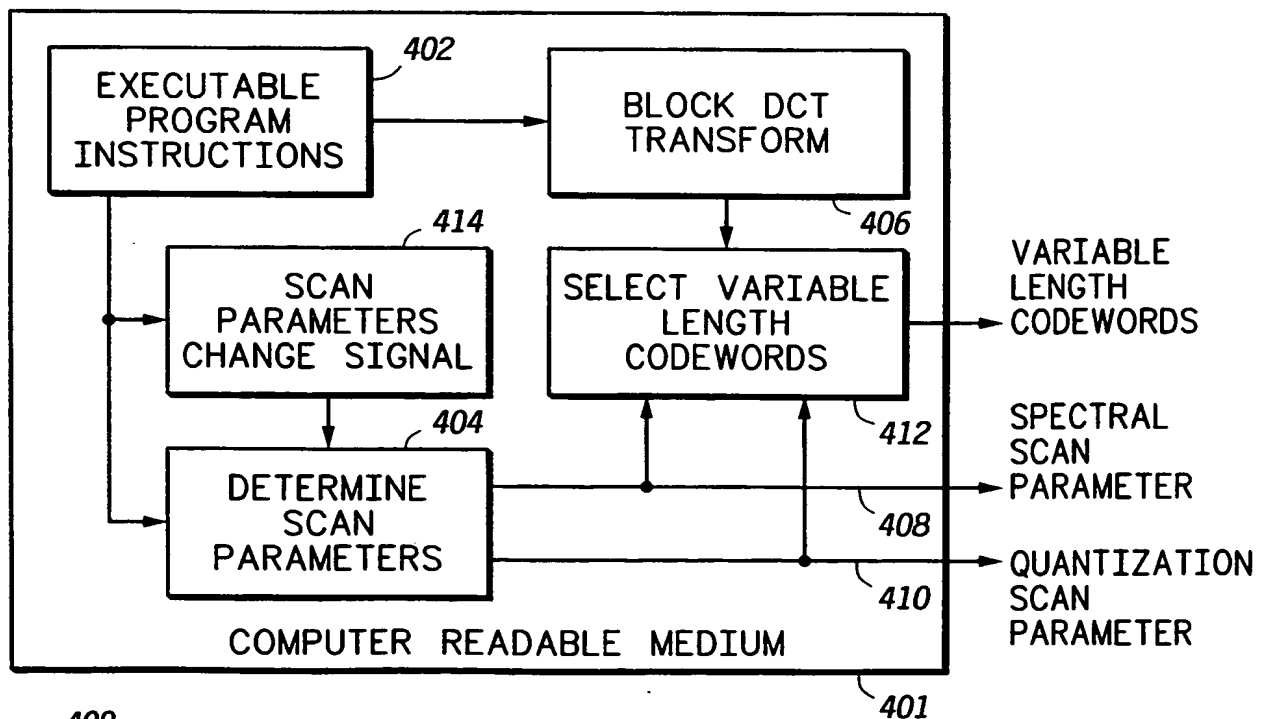 402
EXECUTABLE
PROGRAM
INSTRUCTIONS
BLOCK DCT
TRANSFORM
406
414
SCAN
PARAMETERS
CHANGE SIGNAL
SELECT VARIABLE
LENGTH
CODEWORDS
412
VARIABLE
LENGTH
CODEWORDS
404
DETERMINE
SCAN
PARAMETERS
SPECTRAL
SCAN
PARAMETER
408
QUANTIZATION
SCAN
PARAMETER
410
COMPUTER READABLE MEDIUM
401